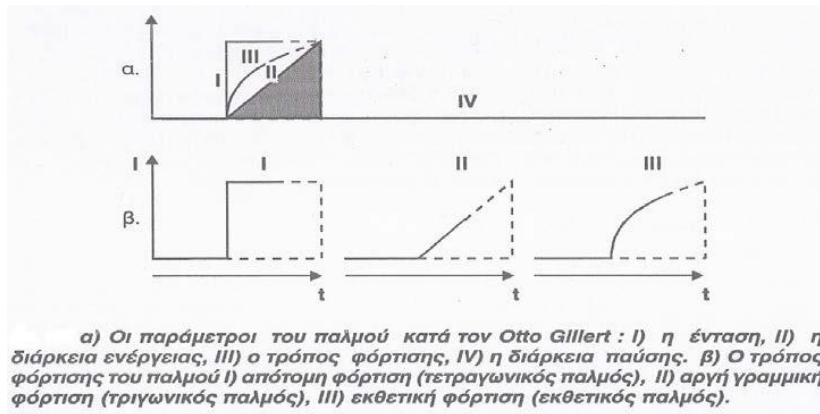 α.
III
I
II
IV
I
I
II
III
β.
t
t
t
α) Οι παράμετροι του παλμού κατά τον Otto Gillert : I) η ένταση, II) η
διάρκεια ενέργειας, III) ο τρόπος φόρτισης, IV) η διάρκεια παύσης. β) Ο τρόπος
φόρτισης του παλμού I) απότομη φόρτιση (τετραγωνικός παλμός), II) αργή γραμμική
φόρτιση (τριγωνικός παλμός), III) εκθετική φόρτιση (εκθετικός παλμός).